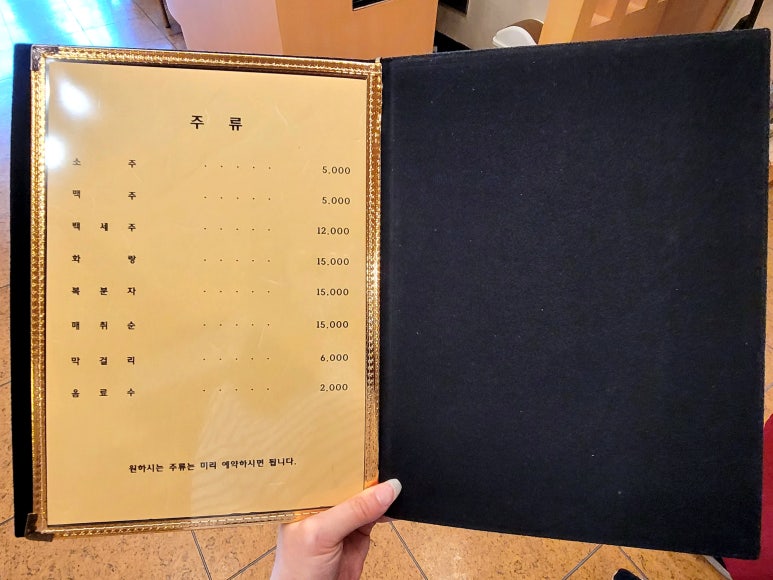 주 류
소 주 . . . . . 5,000
맥 주 . . . . . 5,000
백 세 주 . . . . . 12,000
화 랑 . . . . . 15,000
복 분 자 . . . . . 15,000
매 취 순 . . . . . 15,000
막 걸 리 . . . . . 6,000
음 료 수 . . . . . 2,000
원하시는 주류는 미리 예약하시면 됩니다.